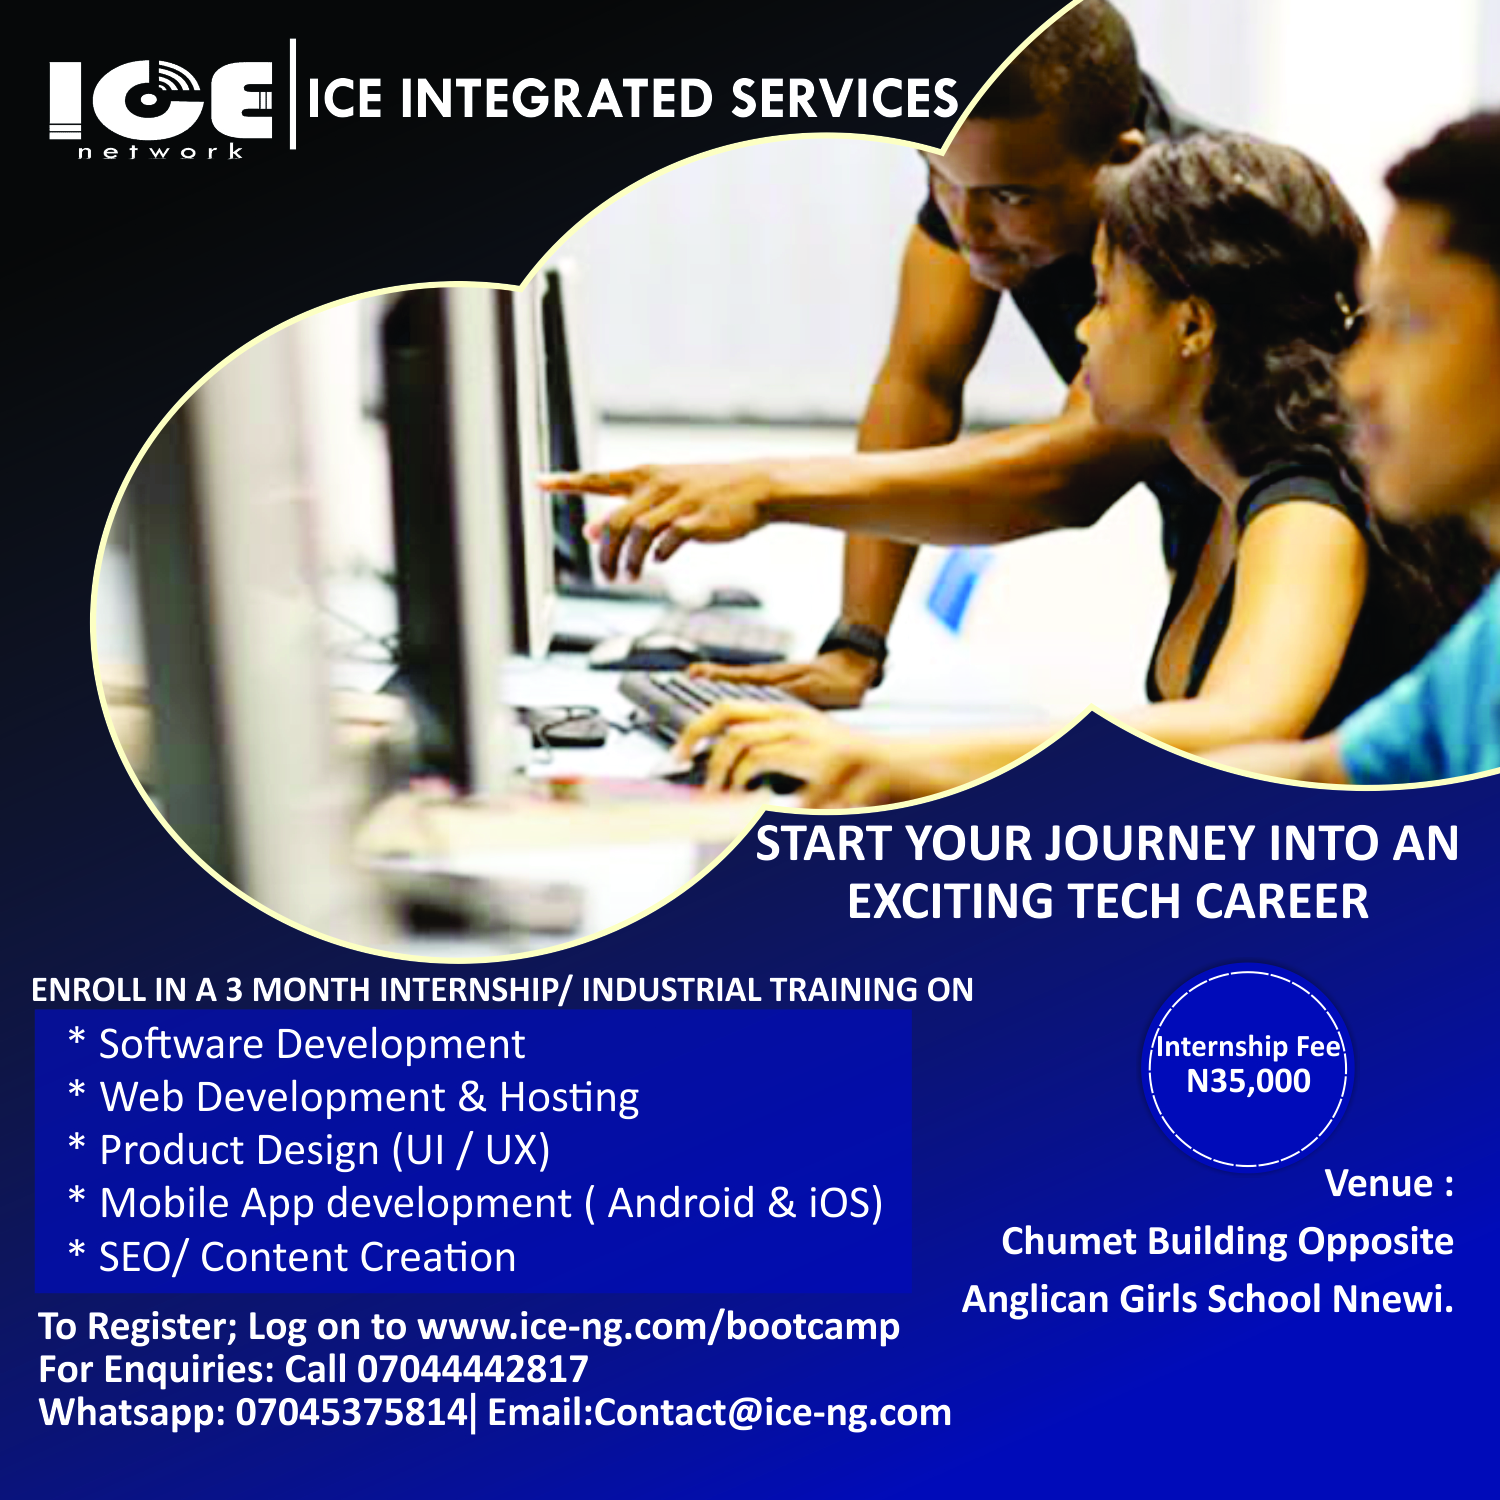 ICE
network
ICE INTEGRATED SERVICES
START YOUR JOURNEY INTO AN
EXCITING TECH CAREER
ENROLL IN A 3 MONTH INTERNSHIP/ INDUSTRIAL TRAINING ON
* Software Development
* Web Development & Hosting
* Product Design (UI / UX)
* Mobile App development ( Android & iOS)
* SEO/ Content Creation
Internship Fee
N35,000
Venue :
Chumet Building Opposite
Anglican Girls School Nnewi.
To Register; Log on to www.ice-ng.com/bootcamp
For Enquiries: Call 07044442817
Whatsapp: 07045375814| Email:Contact@ice-ng.com